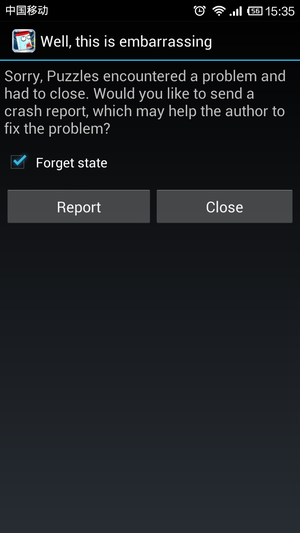 中国移动 56 15:35
Well, this is embarrassing
Sorry, Puzzles encountered a problem and
had to close. Would you like to send a
crash report, which may help the author to
fix the problem?
Forget state
Report Close